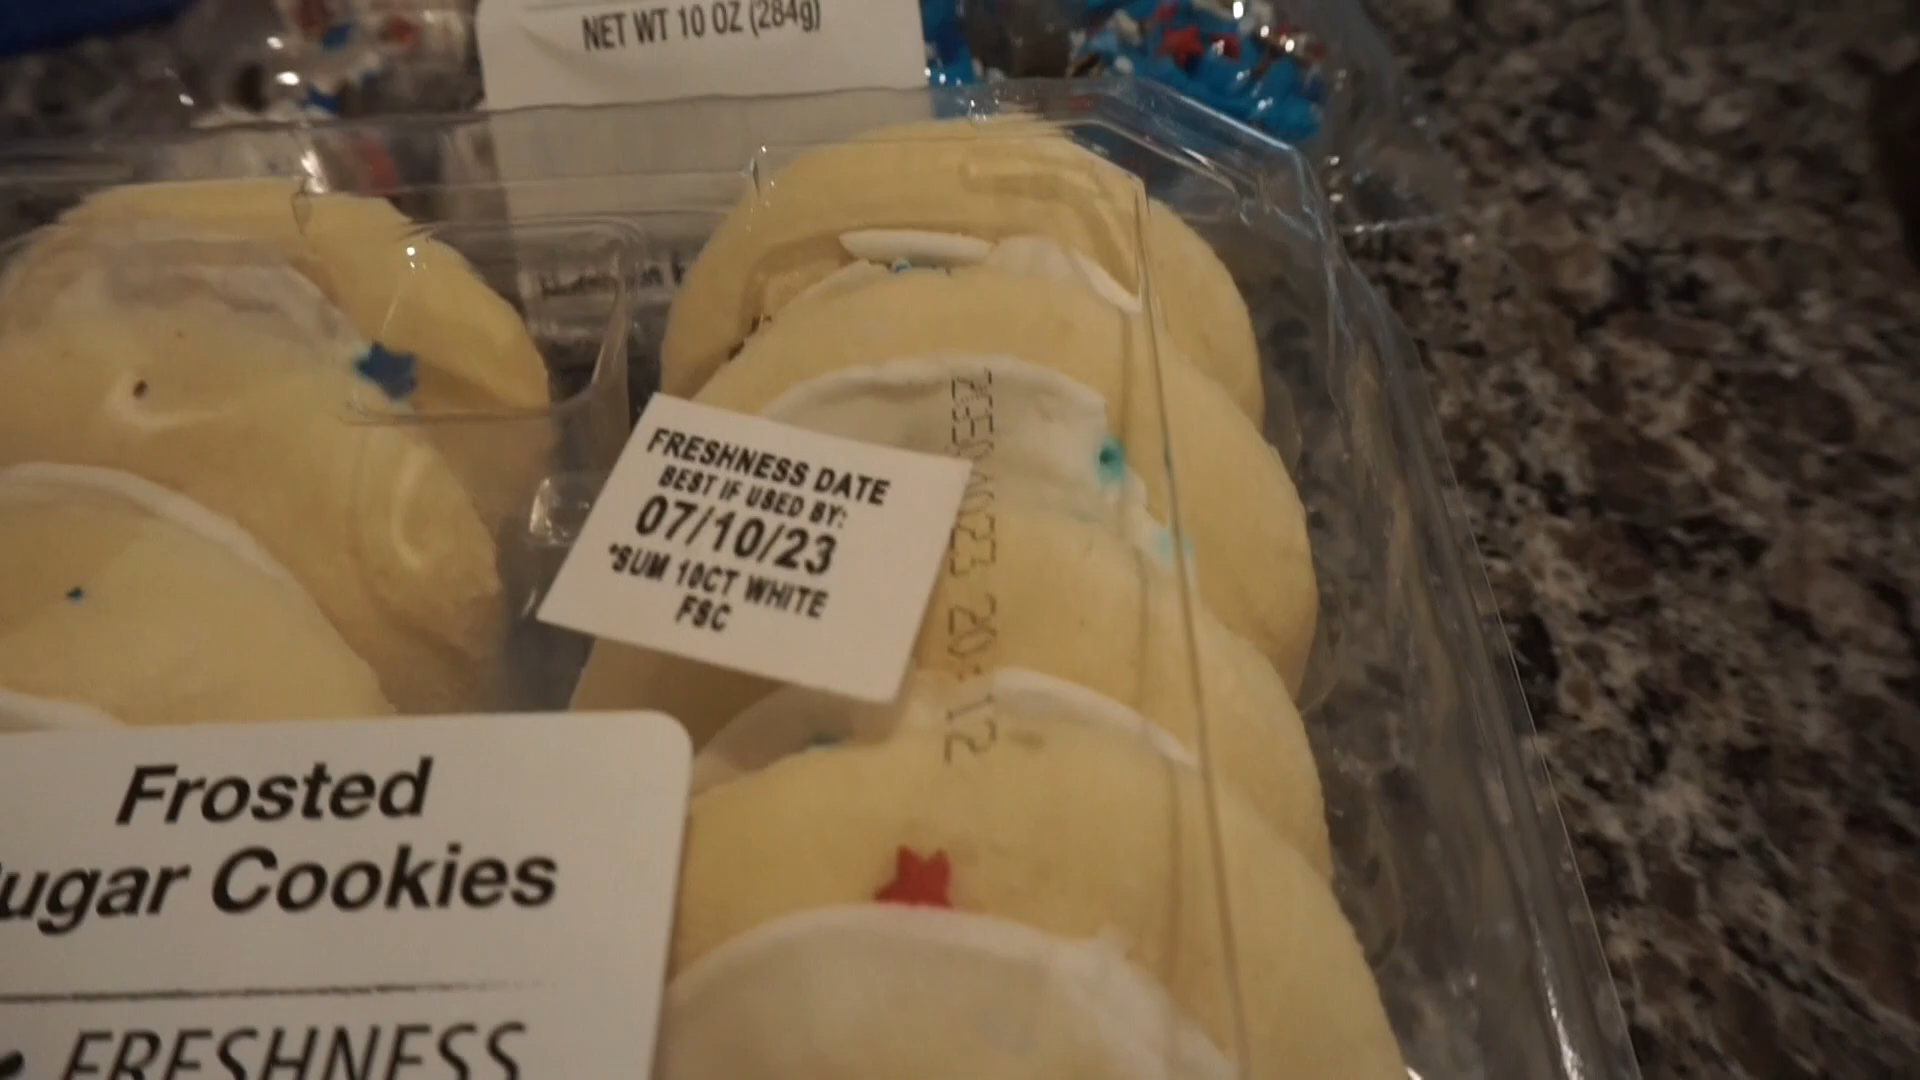 NET WT 10 OZ (284g)
FRESHNESS DATE
BEST IF USED BY:
07/10/23
*SUM 10CT WHITE
FSC
Frosted
ugar Cookies
FRESHNESS